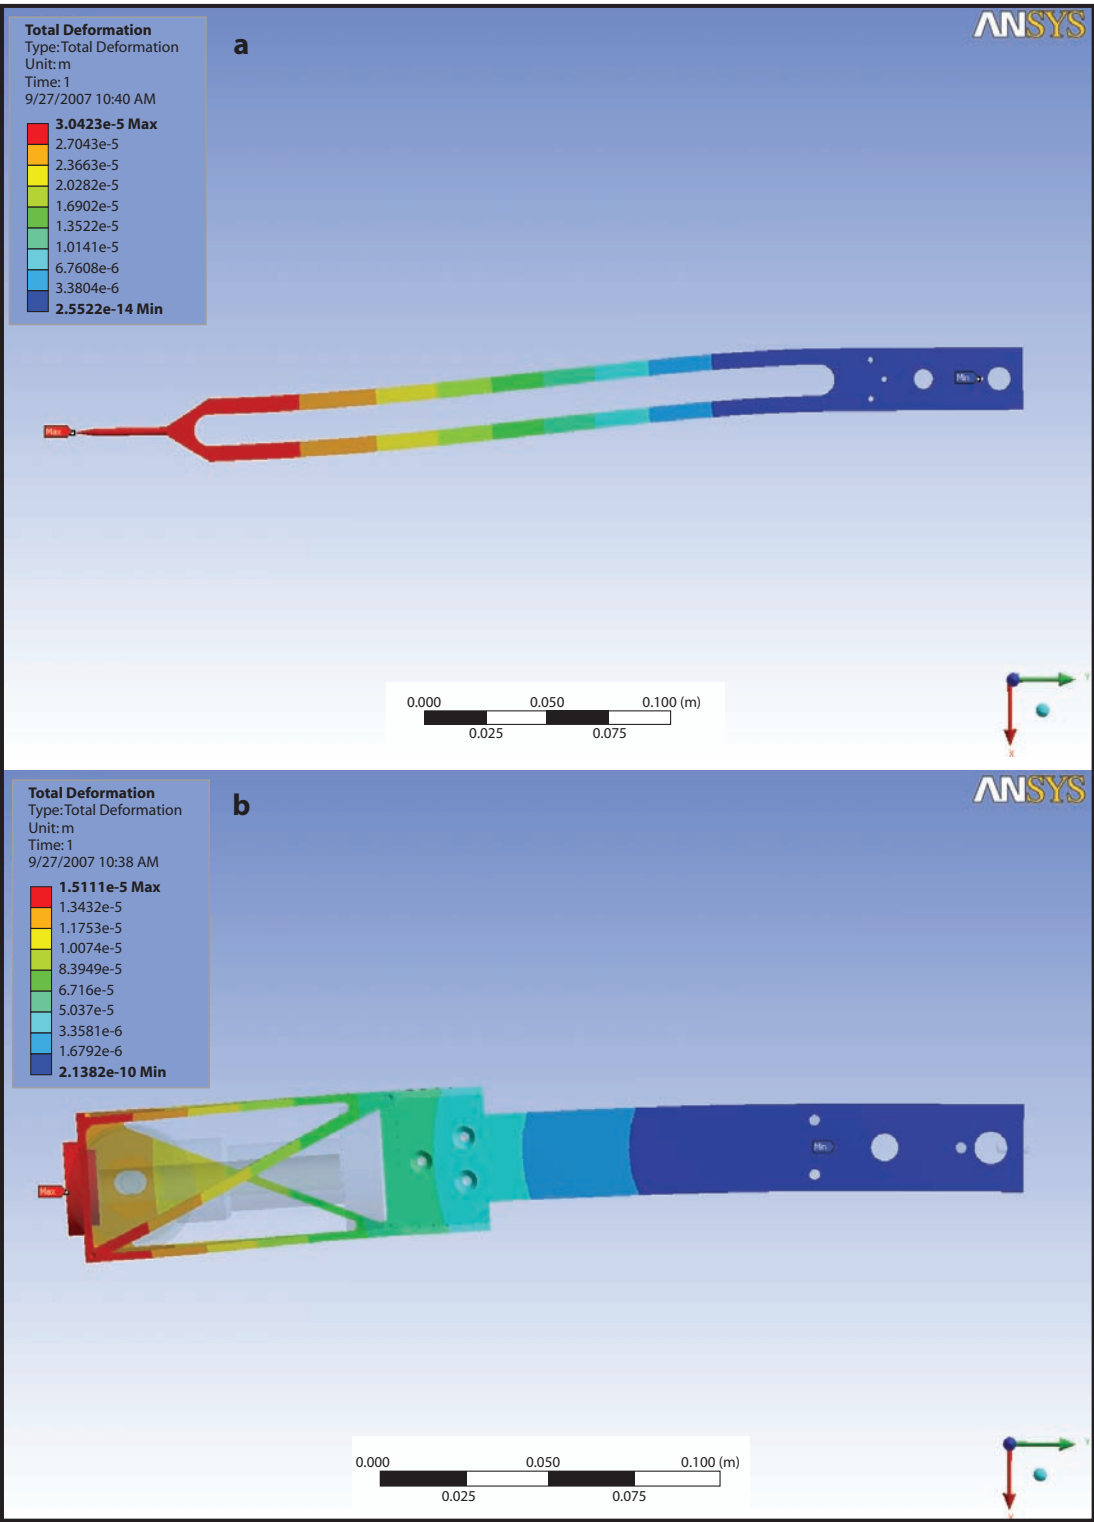 Total Deformation
Type: Total Deformation
Unit: m
Time: 1
9/27/2007 10:40 AM
3.0423e-5 Max
2.7043e-5
2.3663e-5
2.0282e-5
1.6902e-5
1.3522e-5
1.0141e-5
6.7608e-6
3.3804e-6
2.5522e-14 Min
a
ANSYS
Min
Max
0.000 0.050 0.100 (m)
0.025 0.075
Y
X
Total Deformation
Type: Total Deformation
Unit: m
Time: 1
9/27/2007 10:38 AM
1.5111e-5 Max
1.3432e-5
1.1753e-5
1.0074e-5
8.3949e-5
6.716e-5
5.037e-5
3.3581e-6
1.6792e-6
2.1382e-10 Min
b
ANSYS
Min
Max
0.000 0.050 0.100 (m)
0.025 0.075
Y
X